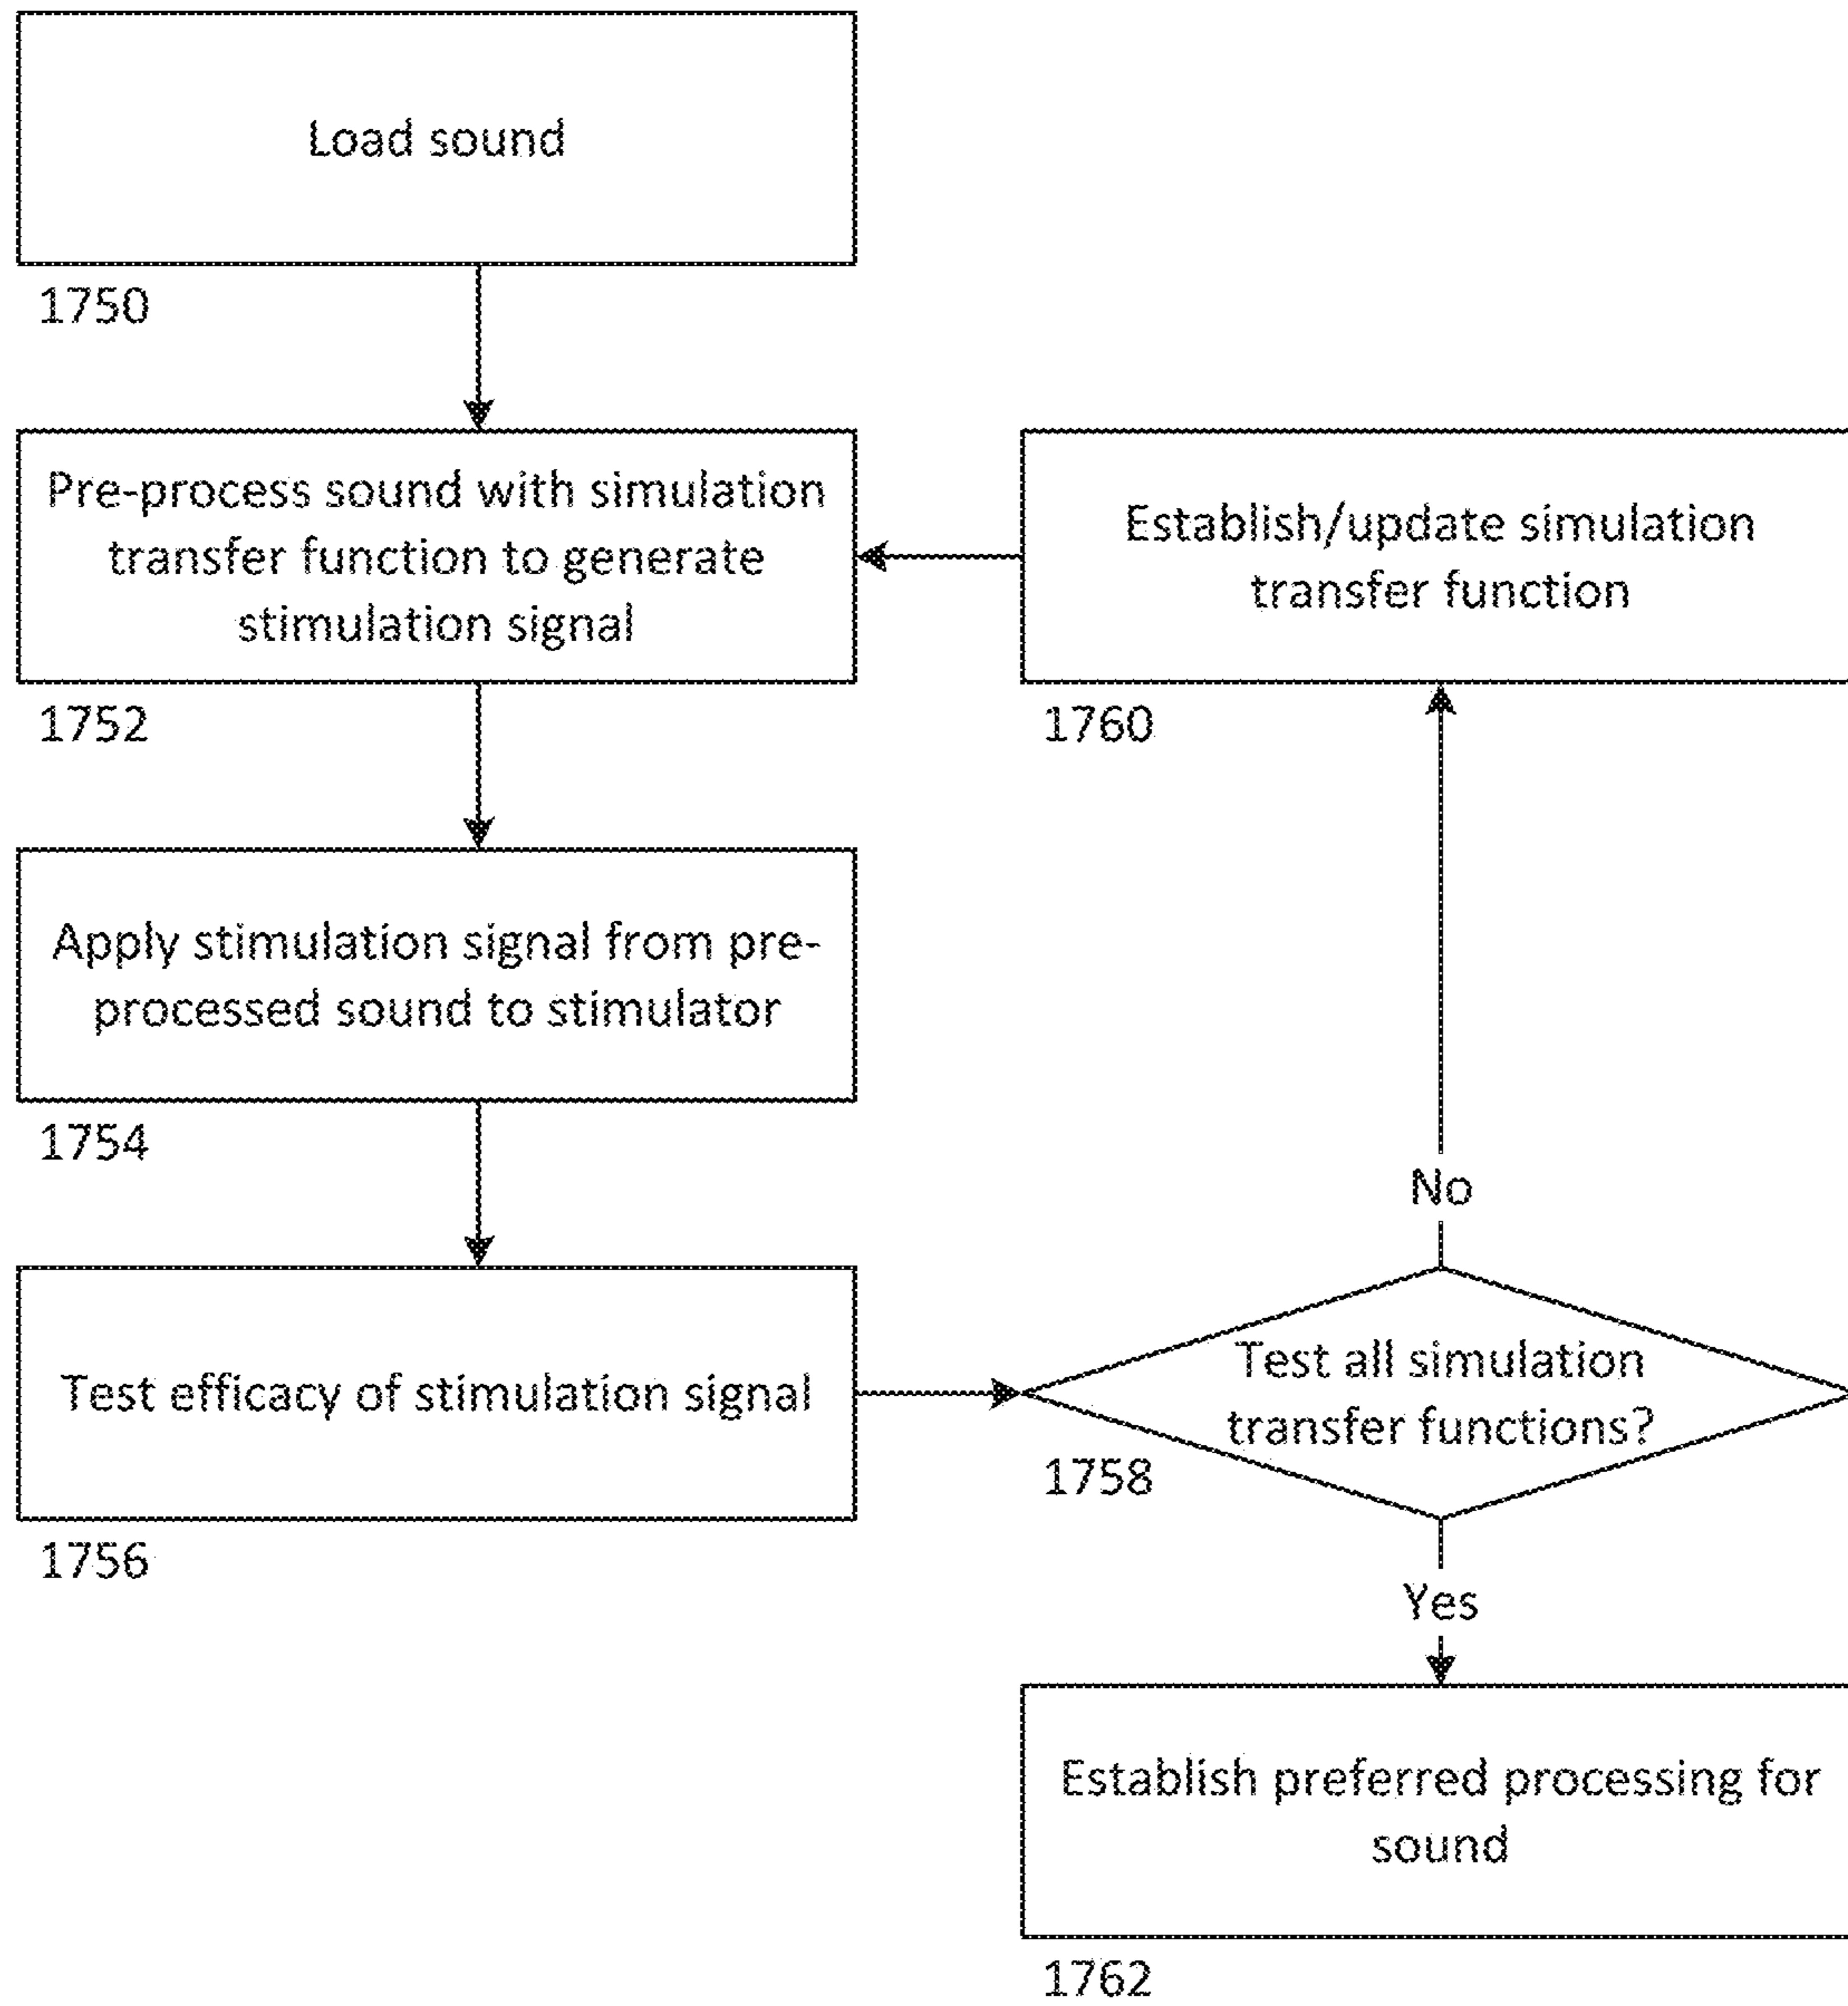 Load sound
1750
Pre-process sound with simulation
transfer function to generate
stimulation signal
1752
Establish/update simulation
transfer function
1760
Apply stimulation signal from pre-
processed sound to stimulator
1754
No
Test efficacy of stimulation signal
1756
Test all simulation
transfer functions?
1758
Yes
Establish preferred processing for
sound
1762